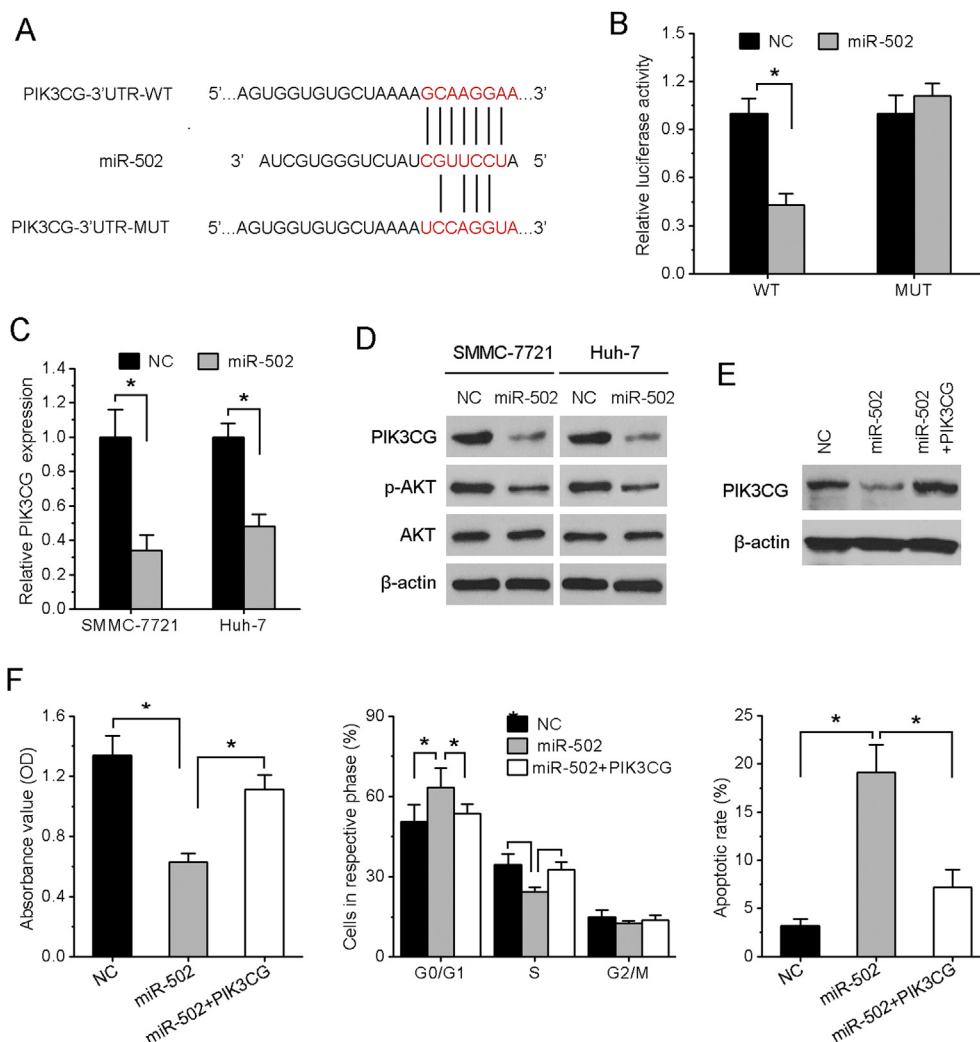 A
PIK3CG-3'UTR-WT 5'...AGUGGUGUGCUAAAAGCAAGGAA...3'
miR-502 3' AUCGUGGGUCUAUCGUUCCUA 5'
PIK3CG-3'UTR-MUT 5'...AGUGGUGUGCUAAAAUCCAGGUA...3'
B
NC miR-502
Relative luciferase activity
1.5
1.2
0.9
0.6
0.3
0.0
*
WT MUT
C
NC miR-502
Relative PIK3CG expression
1.4
1.2
1.0
0.8
0.6
0.4
0.2
0.0
* *
SMMC-7721 Huh-7
D
SMMC-7721 Huh-7
NC miR-502 NC miR-502
PIK3CG
p-AKT
AKT
β-actin
E
NC
miR-502
miR-502
+PIK3CG
PIK3CG
β-actin
F
Absorbance value (OD)
1.6
1.2
0.8
0.4
0.0
* *
NC
miR-502
miR-502+PIK3CG
Cells in respective phase (%)
90
60
30
0
* * *
NC
miR-502
miR-502+PIK3CG
G0/G1 S G2/M
Apoptotic rate (%)
25
20
15
10
5
0
* *
NC
miR-502
miR-502+PIK3CG